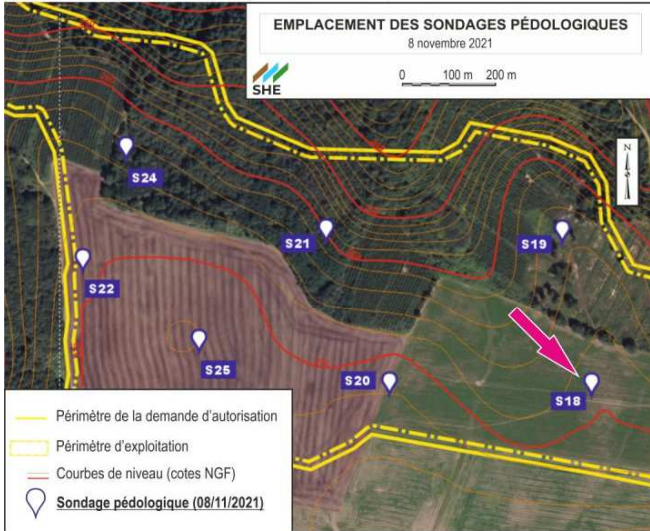 EMPLACEMENT DES SONDAGES PÉDOLOGIQUES
8 novembre 2021
SHE
0 100 m 200 m
N
S24
S21
S19
S22
S25
S20
S18
Périmètre de la demande d'autorisation
Périmètre d'exploitation
Courbes de niveau (cotes NGF)
Sondage pédologique (08/11/2021)